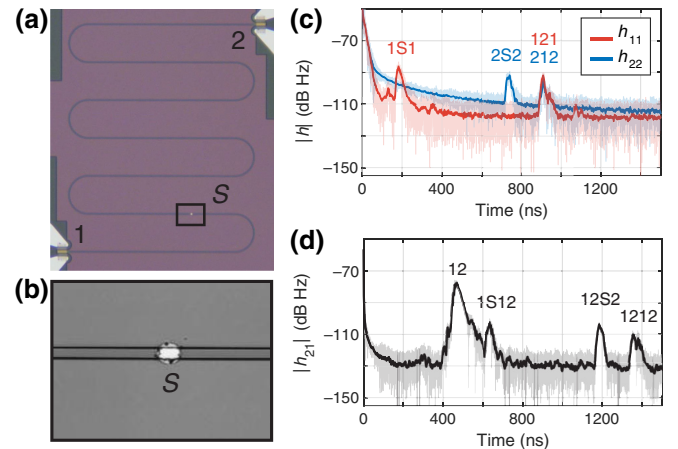 (a)
2
S
1
(b)
S
(c)
1S1
2S2
121
212
h₁₁
h₂₂
|h| (dB Hz)
−70
−110
−150
0 400 800 1200
Time (ns)
(d)
12
1S12
12S2
1212
|h₂₁| (dB Hz)
−70
−110
−150
0 400 800 1200
Time (ns)